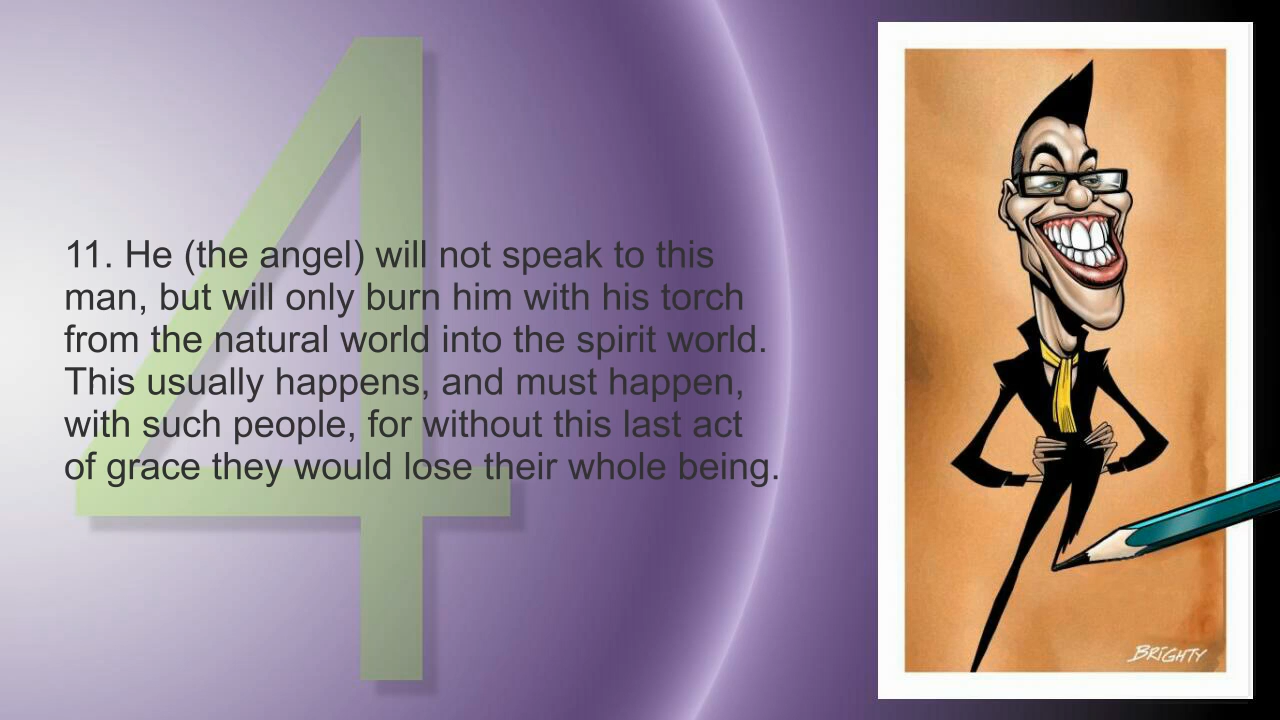 4
11. He (the angel) will not speak to this
man, but will only burn him with his torch
from the natural world into the spirit world.
This usually happens, and must happen,
with such people, for without this last act
of grace they would lose their whole being.
BRIGHTY